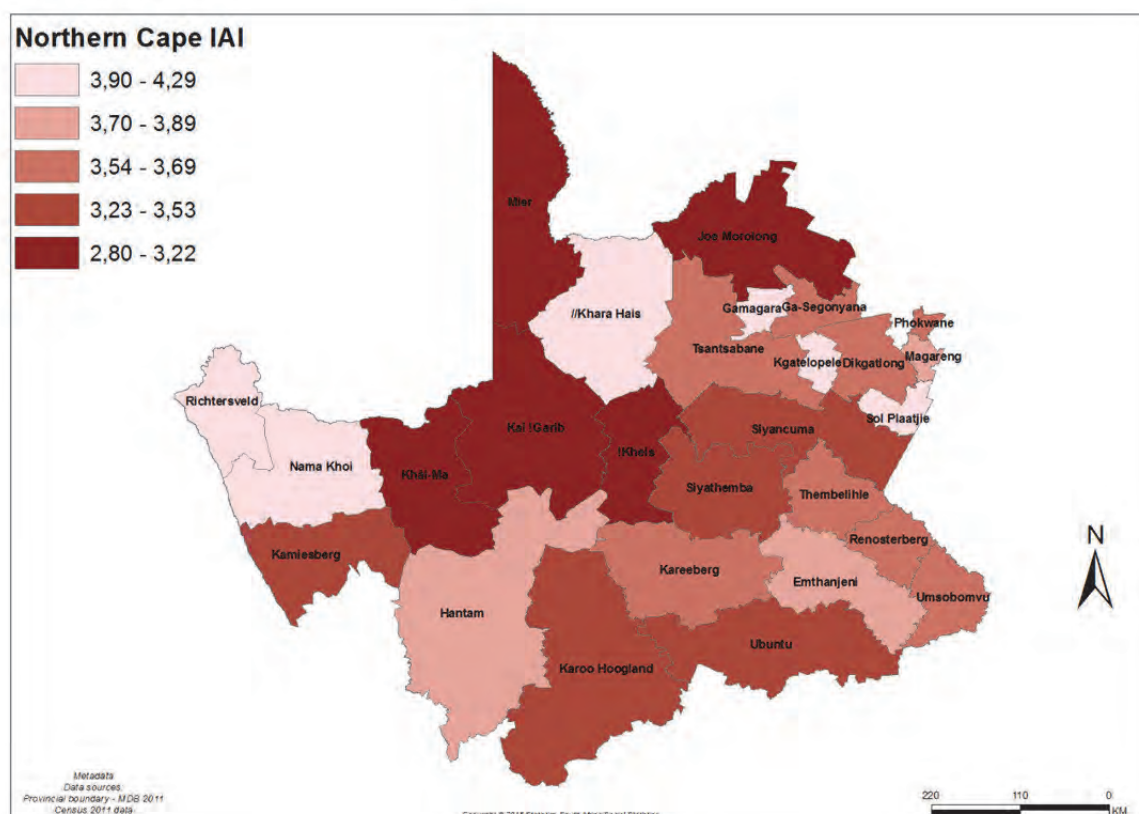 Northern Cape IAI
3,90 - 4,29
3,70 - 3,89
3,54 - 3,69
3,23 - 3,53
2,80 - 3,22
Mier
Joe Morolong
//Khara Hais
Gamagara
Ga-Segonyana
Phokwane
Tsantsabane
Kgatelopele
Dikgatlong
Magareng
Richtersveld
Sol Plaatjie
Kai !Garib
Siyancuma
Nama Khoi
!Kheis
Khâi-Ma
Siyathemba
Thembelihle
Renosterberg
Kamiesberg
Kareeberg
Emthanjeni
Umsobomvu
Hantam
Ubuntu
Karoo Hoogland
N
Metadata
Data sources
Provincial boundary - MDB 2011
Census 2011 data
220 110 0
KM